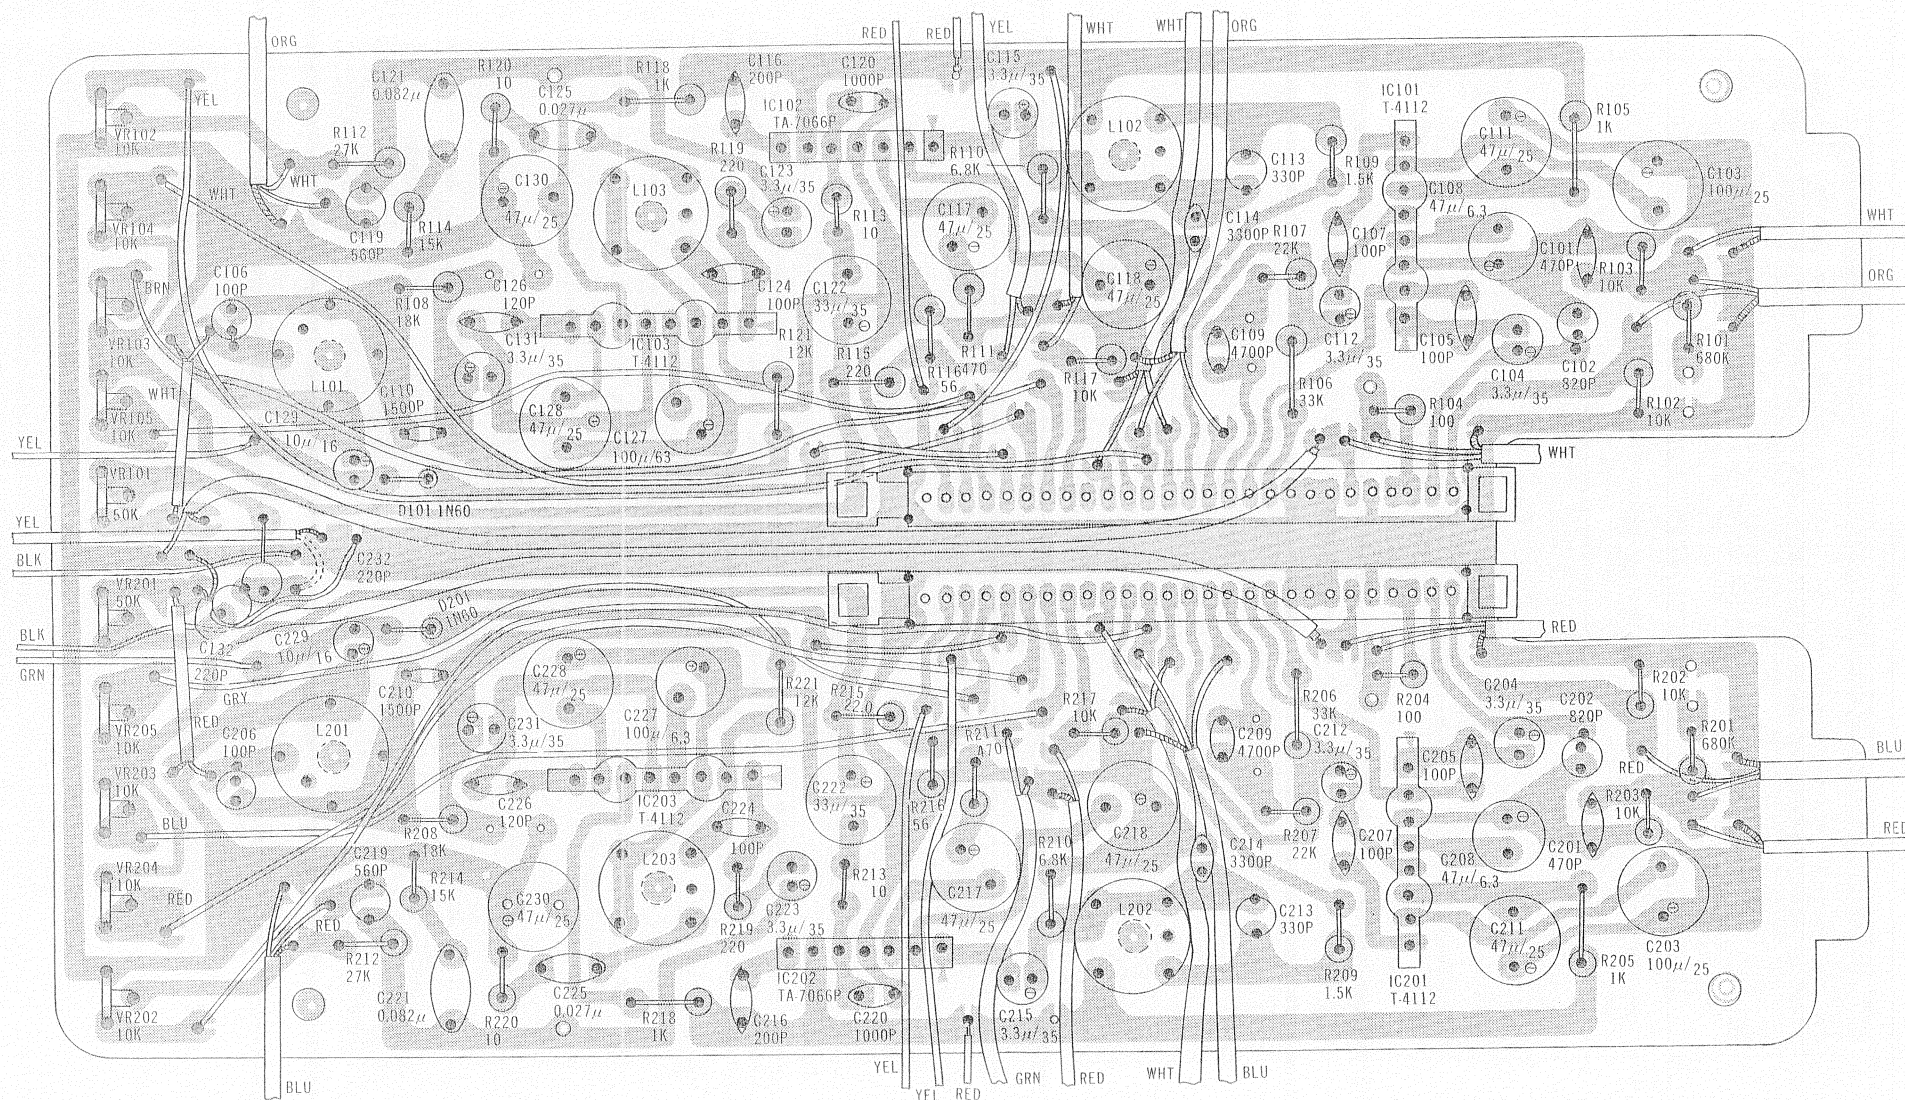 ORG
RED
RED
YEL
WHT
WHT
ORG
C121
0.082μ
R120
10
C125
0.027μ
R118
1K
C116
200P
C120
1000P
C115
3.3μ/35
IC102
TA-7066P
IC101
T-4112
R105
1K
YEL
VR102
10K
R112
27K
R119
220
C123
3.3μ/35
R110
6.8K
L102
C113
330P
R109
1.5K
C111
47μ/25
C103
100μ/25
WHT
WHT
C130
47μ/25
L103
C108
47μ/6.3
VR104
10K
C119
560P
R114
15K
R113
10
C117
47μ/25
C114
3300P
R107
22K
C107
100P
C101
470P
R103
10K
WHT
BRN
C106
100P
R108
18K
C126
120P
C124
100P
C122
33μ/35
C118
47μ/25
ORG
VR103
10K
L101
C131
3.3μ/35
IC103
T-4112
R121
12K
R115
220
R116
56
R111
470
R117
10K
C109
4700P
C112
3.3μ/35
C105
100P
C104
3.3μ/35
C102
820P
R101
680K
WHT
VR105
10K
C110
1500P
C128
47μ/25
C127
100μ/63
R106
33K
R104
100
R102
10K
C129
10μ/16
YEL
WHT
VR101
50K
D101 1N60
YEL
BLK
C232
220P
VR201
50K
D201
1N60
BLK
GRN
C132
220P
C229
10μ/16
RED
GRY
C210
1500P
C228
47μ/25
C227
100μ/6.3
R221
12K
R215
22.0
R217
10K
R206
33K
R204
100
C204
3.3μ/35
C202
820P
R202
10K
RED
VR205
10K
C206
100P
L201
C231
3.3μ/35
R211
470
C209
4700P
C212
3.3μ/35
C205
100P
R201
680K
BLU
RED
VR203
10K
BLU
C226
120P
IC203
T-4112
C224
100P
C222
33μ/35
R216
56
C218
47μ/25
R207
22K
C207
100P
C208
47μ/6.3
C201
470P
R203
10K
RED
R208
18K
C219
560P
R214
15K
L203
R210
6.8K
C214
3300P
VR204
10K
RED
RED
C230
47μ/25
C223
3.3μ/35
R213
10
C217
47μ/25
L202
C213
330P
C211
47μ/25
C203
100μ/25
R212
27K
R219
220
IC202
TA-7066P
R209
1.5K
IC201
T-4112
R205
1K
VR202
10K
C221
0.082μ
R220
10
C225
0.027μ
R218
1K
C216
200P
C220
1000P
C215
3.3μ/35
BLU
YEL
YEL
RED
GRN
RED
WHT
BLU